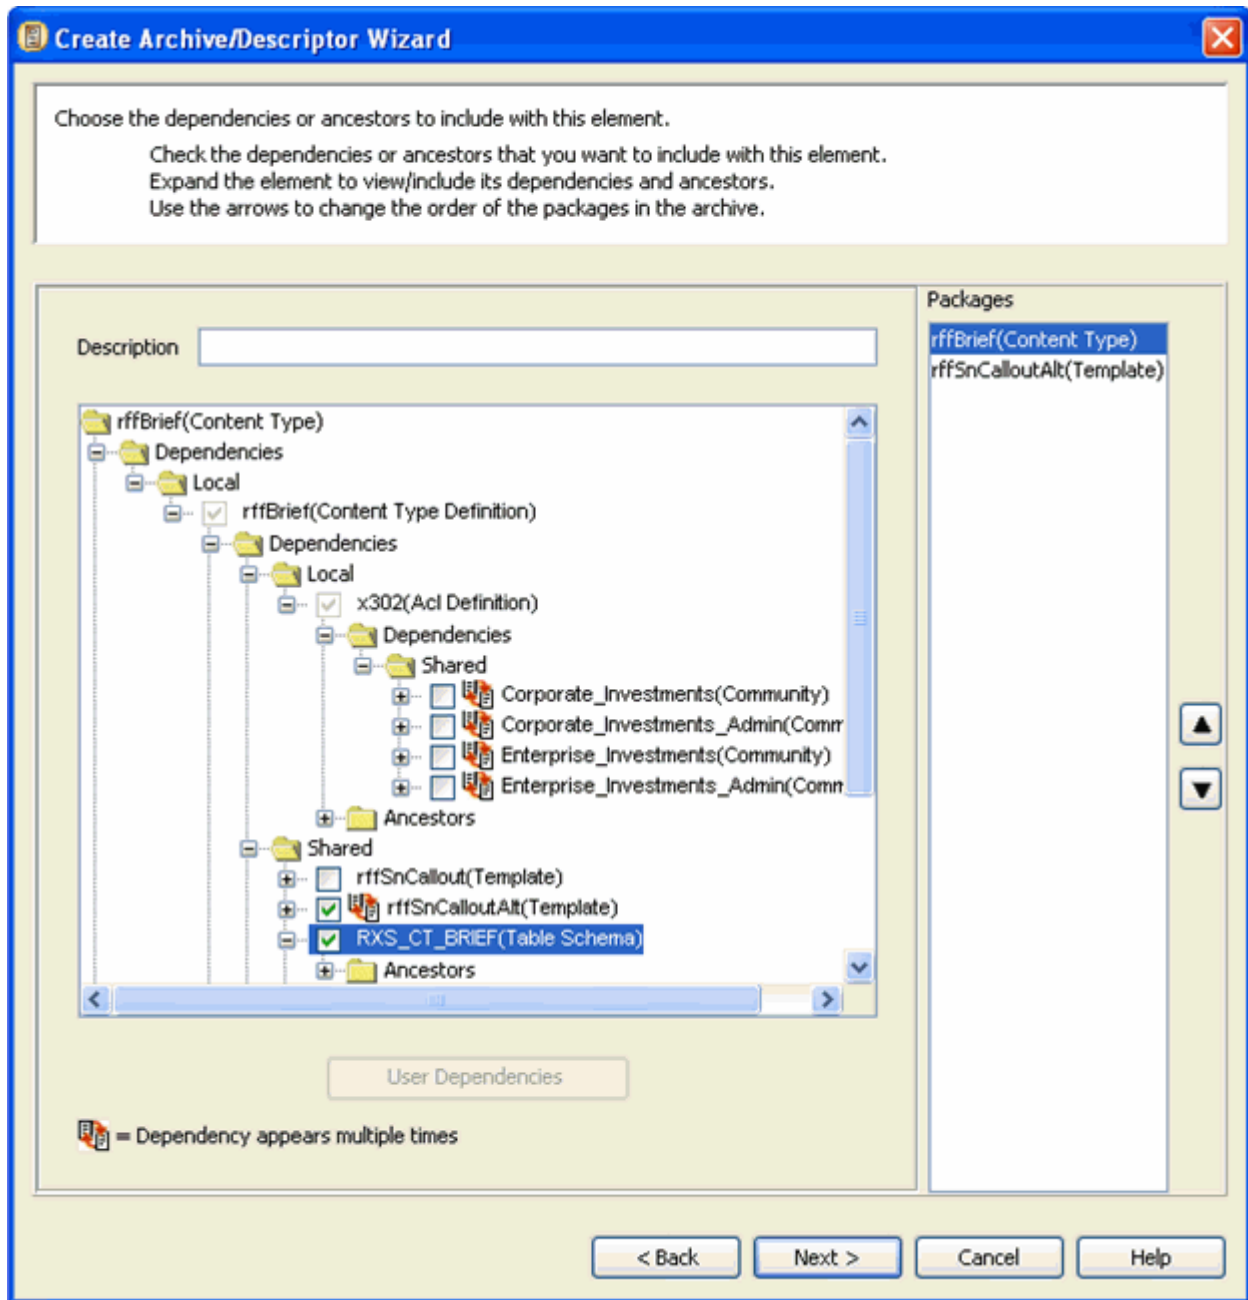 Create Archive/Descriptor Wizard
Choose the dependencies or ancestors to include with this element.
Check the dependencies or ancestors that you want to include with this element.
Expand the element to view/include its dependencies and ancestors.
Use the arrows to change the order of the packages in the archive.
Description
rffBrief(Content Type)
Dependencies
Local
rffBrief(Content Type Definition)
Dependencies
Local
x302(Acl Definition)
Dependencies
Shared
Corporate_Investments(Community)
Corporate_Investments_Admin(Comm
Enterprise_Investments(Community)
Enterprise_Investments_Admin(Comm
Ancestors
Shared
rffSnCallout(Template)
rffSnCalloutAlt(Template)
RXS_CT_BRIEF(Table Schema)
Ancestors
User Dependencies
= Dependency appears multiple times
Packages
rffBrief(Content Type)
rffSnCalloutAlt(Template)
< Back
Next >
Cancel
Help